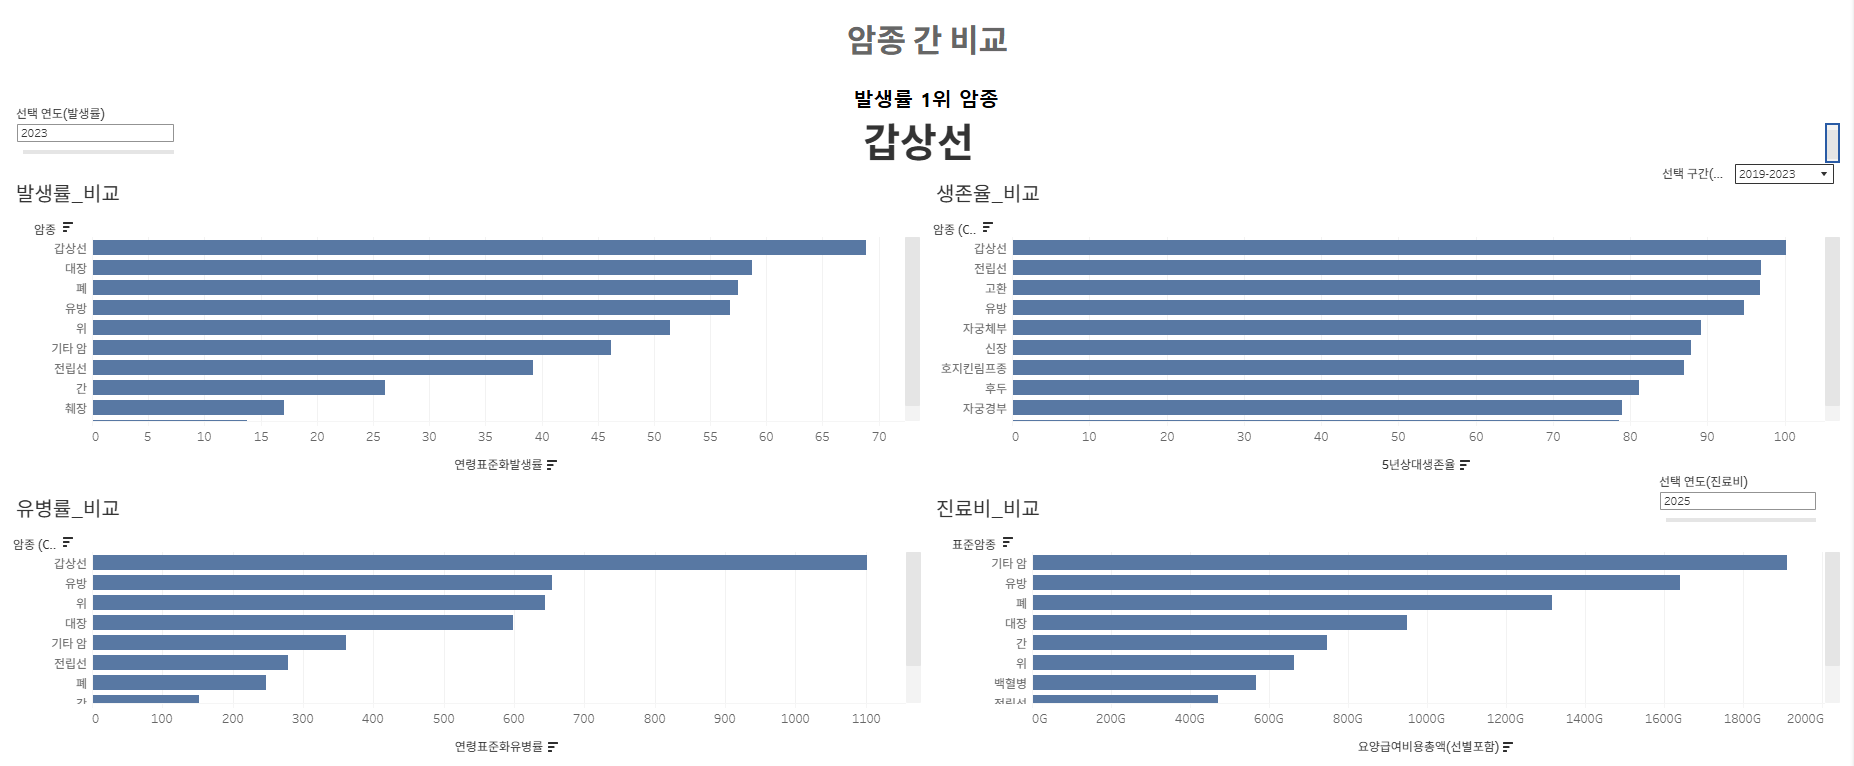 암종 간 비교
발생률 1위 암종
갑상선
선택 연도(발생률)
2023
선택 구간(...
2019-2023
발생률_비교
암종
갑상선
대장
폐
유방
위
기타 암
전립선
간
췌장
0 5 10 15 20 25 30 35 40 45 50 55 60 65 70
연령표준화발생률
생존율_비교
암종 (C..
갑상선
전립선
고환
유방
자궁체부
신장
호지킨림프종
후두
자궁경부
0 10 20 30 40 50 60 70 80 90 100
5년상대생존율
유병률_비교
암종 (C..
갑상선
유방
위
대장
기타 암
전립선
폐
간
0 100 200 300 400 500 600 700 800 900 1000 1100
연령표준화유병률
선택 연도(진료비)
2025
진료비_비교
표준암종
기타 암
유방
폐
대장
간
위
백혈병
전립선
0G 200G 400G 600G 800G 1000G 1200G 1400G 1600G 1800G 2000G
요양급여비용총액(선별포함)